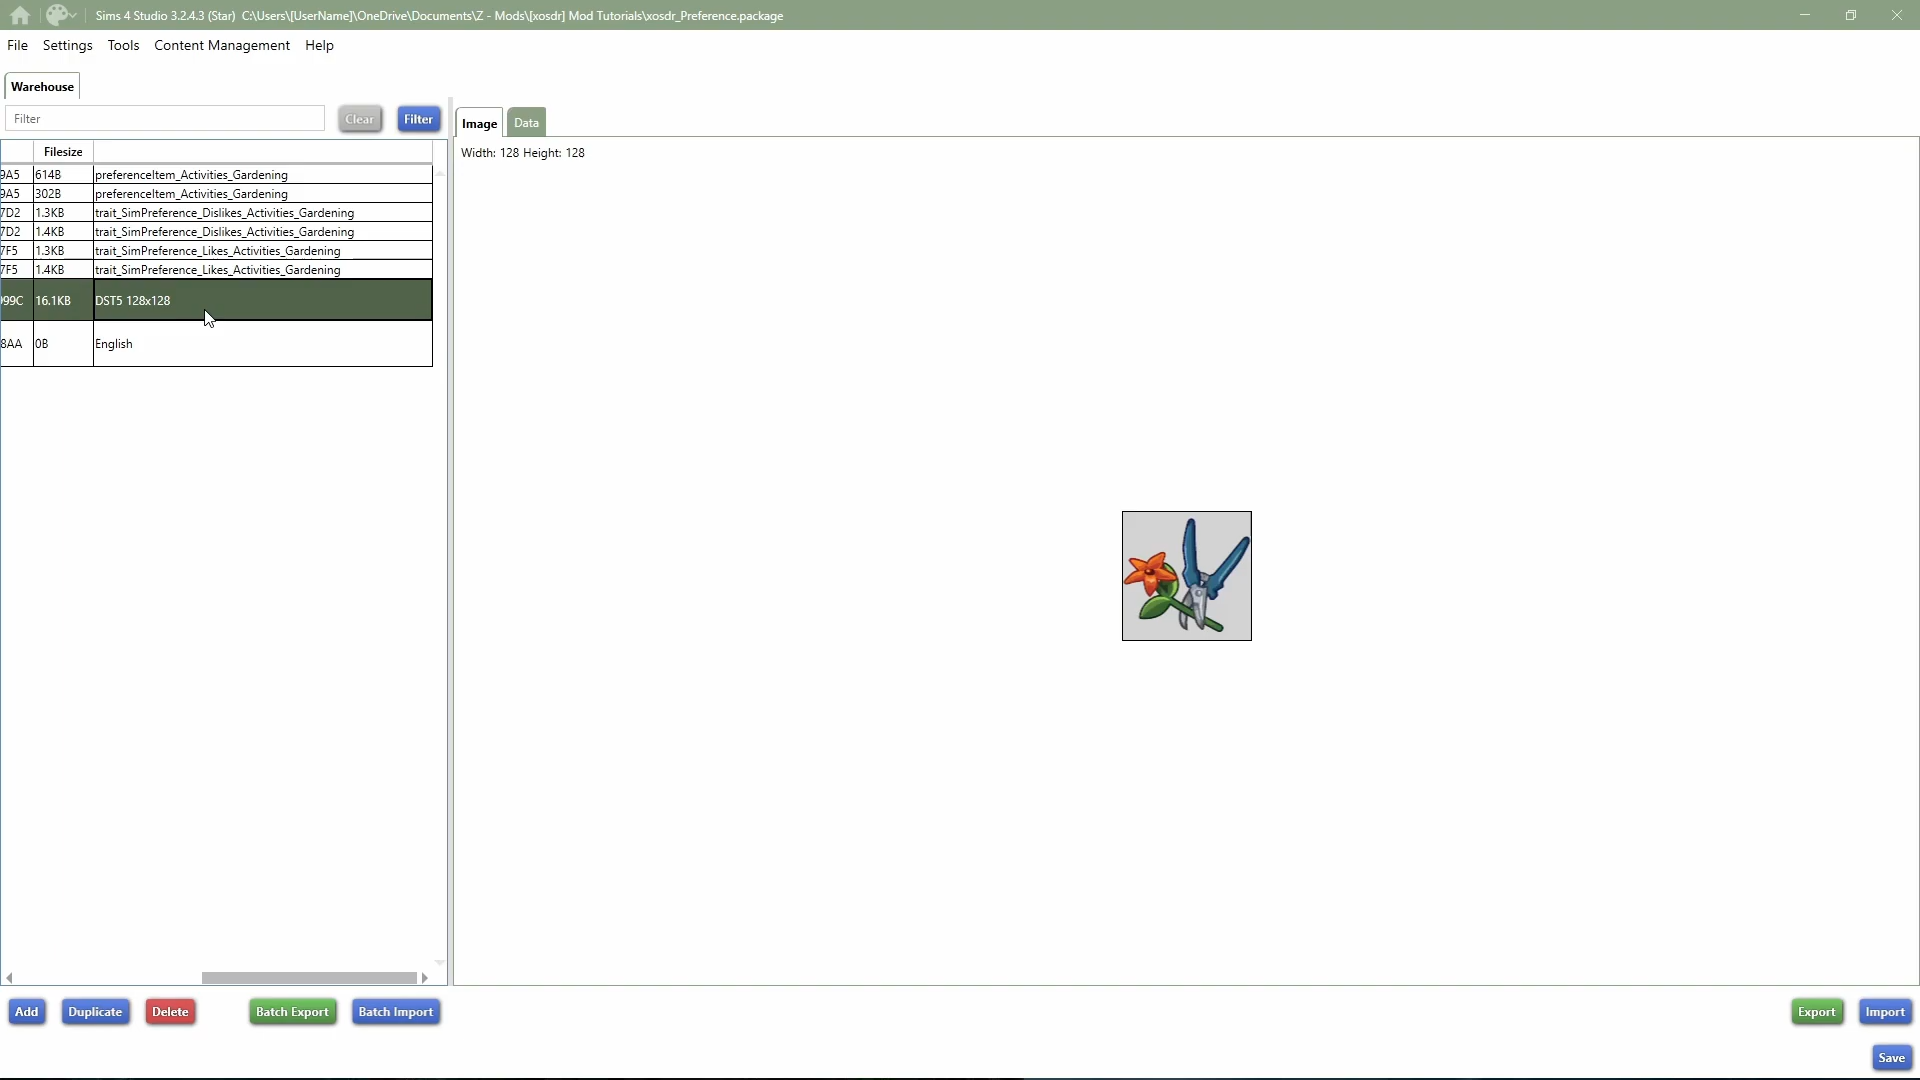 Sims 4 Studio 3.2.4.3 (Star) C:\Users\[UserName]\OneDrive\Documents\Z - Mods\[xosdr] Mod Tutorials\xosdr_Preference.package
File Settings Tools Content Management Help
Warehouse
Filter Clear Filter
Image Data
Width: 128 Height: 128
Filesize
9A5 614B preferenceItem_Activities_Gardening
9A5 302B preferenceItem_Activities_Gardening
7D2 1.3KB trait_SimPreference_Dislikes_Activities_Gardening
7D2 1.4KB trait_SimPreference_Dislikes_Activities_Gardening
7F5 1.3KB trait_SimPreference_Likes_Activities_Gardening
7F5 1.4KB trait_SimPreference_Likes_Activities_Gardening
999C 16.1KB DST5 128x128
8AA 0B English
Add Duplicate Delete Batch Export Batch Import Export Import
Save